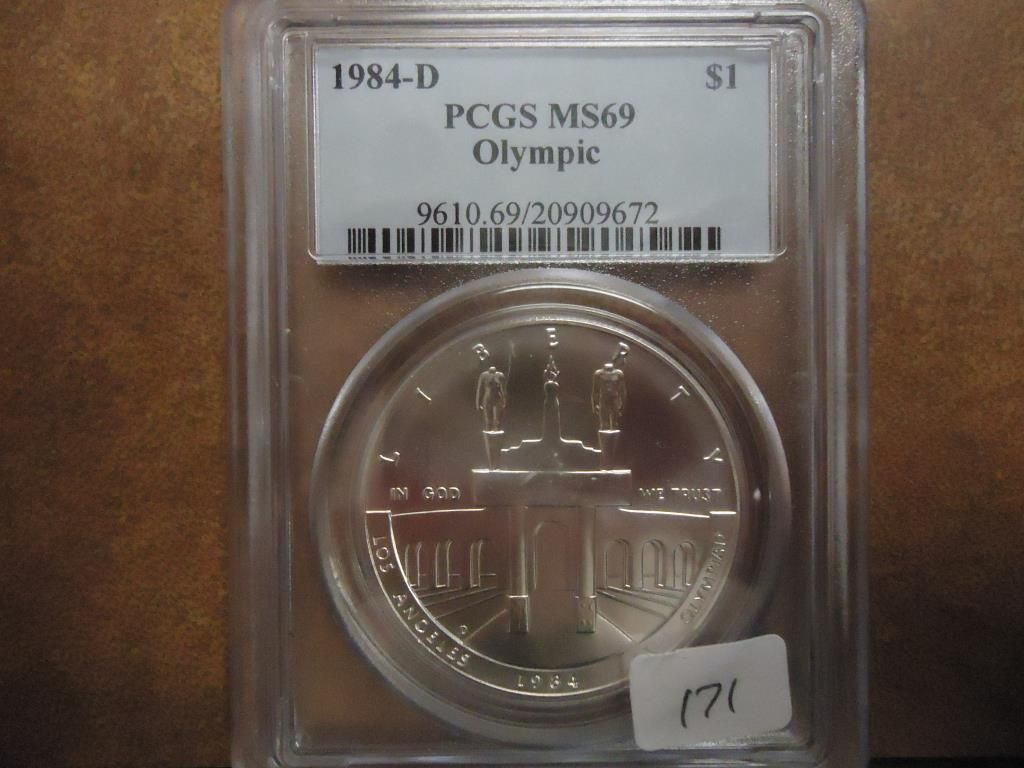 1984-D $1
PCGS MS69
Olympic
9610.69/20909672
LIBERTY
IN GOD WE TRUST
LOS ANGELES OLYMPIAD
D
1984
171